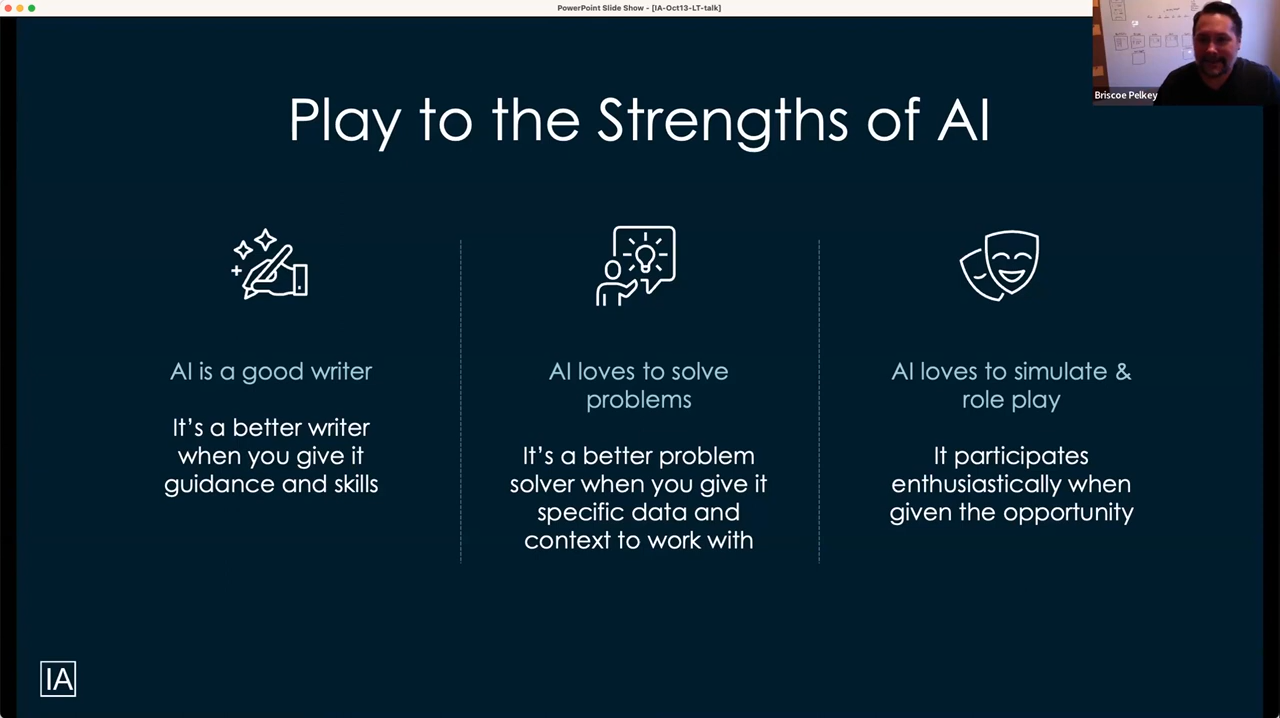 PowerPoint Slide Show - [IA-Oct13-LT-talk]
Briscoe Pelkey
Play to the Strengths of AI
AI is a good writer
It's a better writer
when you give it
guidance and skills
AI loves to solve
problems
It's a better problem
solver when you give it
specific data and
context to work with
AI loves to simulate &
role play
It participates
enthusiastically when
given the opportunity
IA